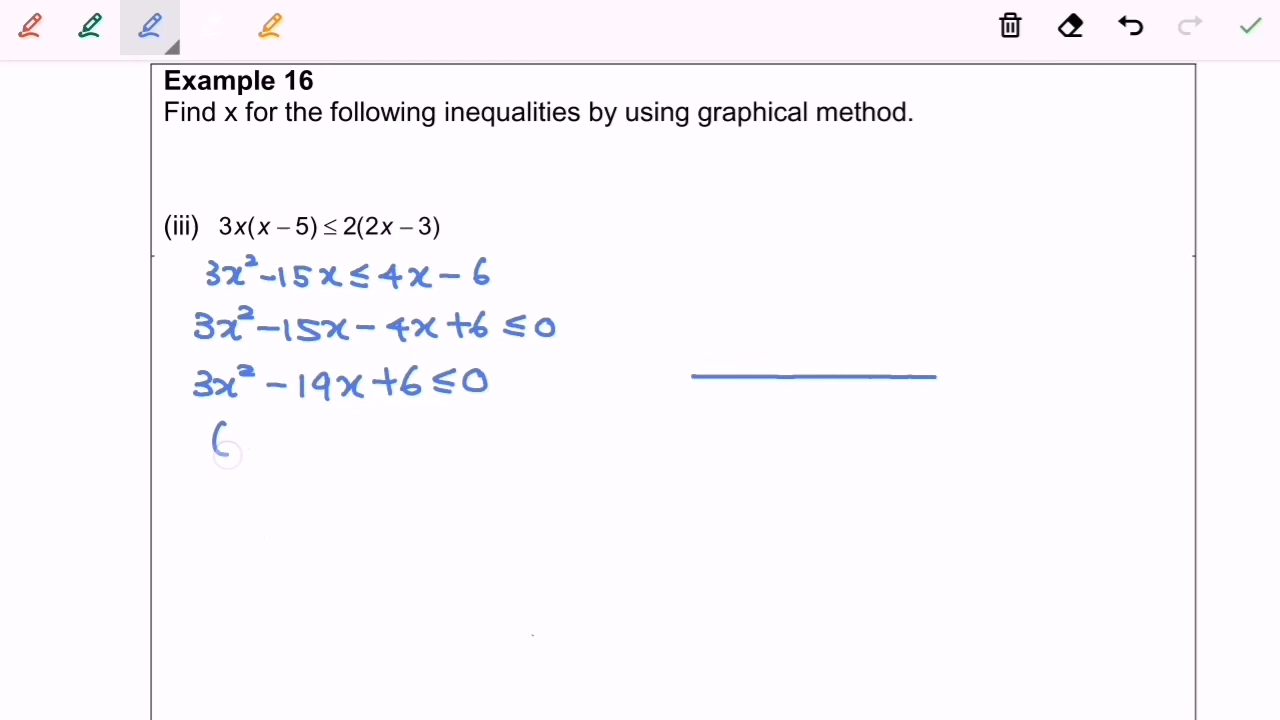 Example 16
Find x for the following inequalities by using graphical method.
(iii) 3x(x – 5) ≤ 2(2x – 3)
3x² - 15x ≤ 4x - 6
3x² - 15x - 4x + 6 ≤ 0
3x² - 19x + 6 ≤ 0
(